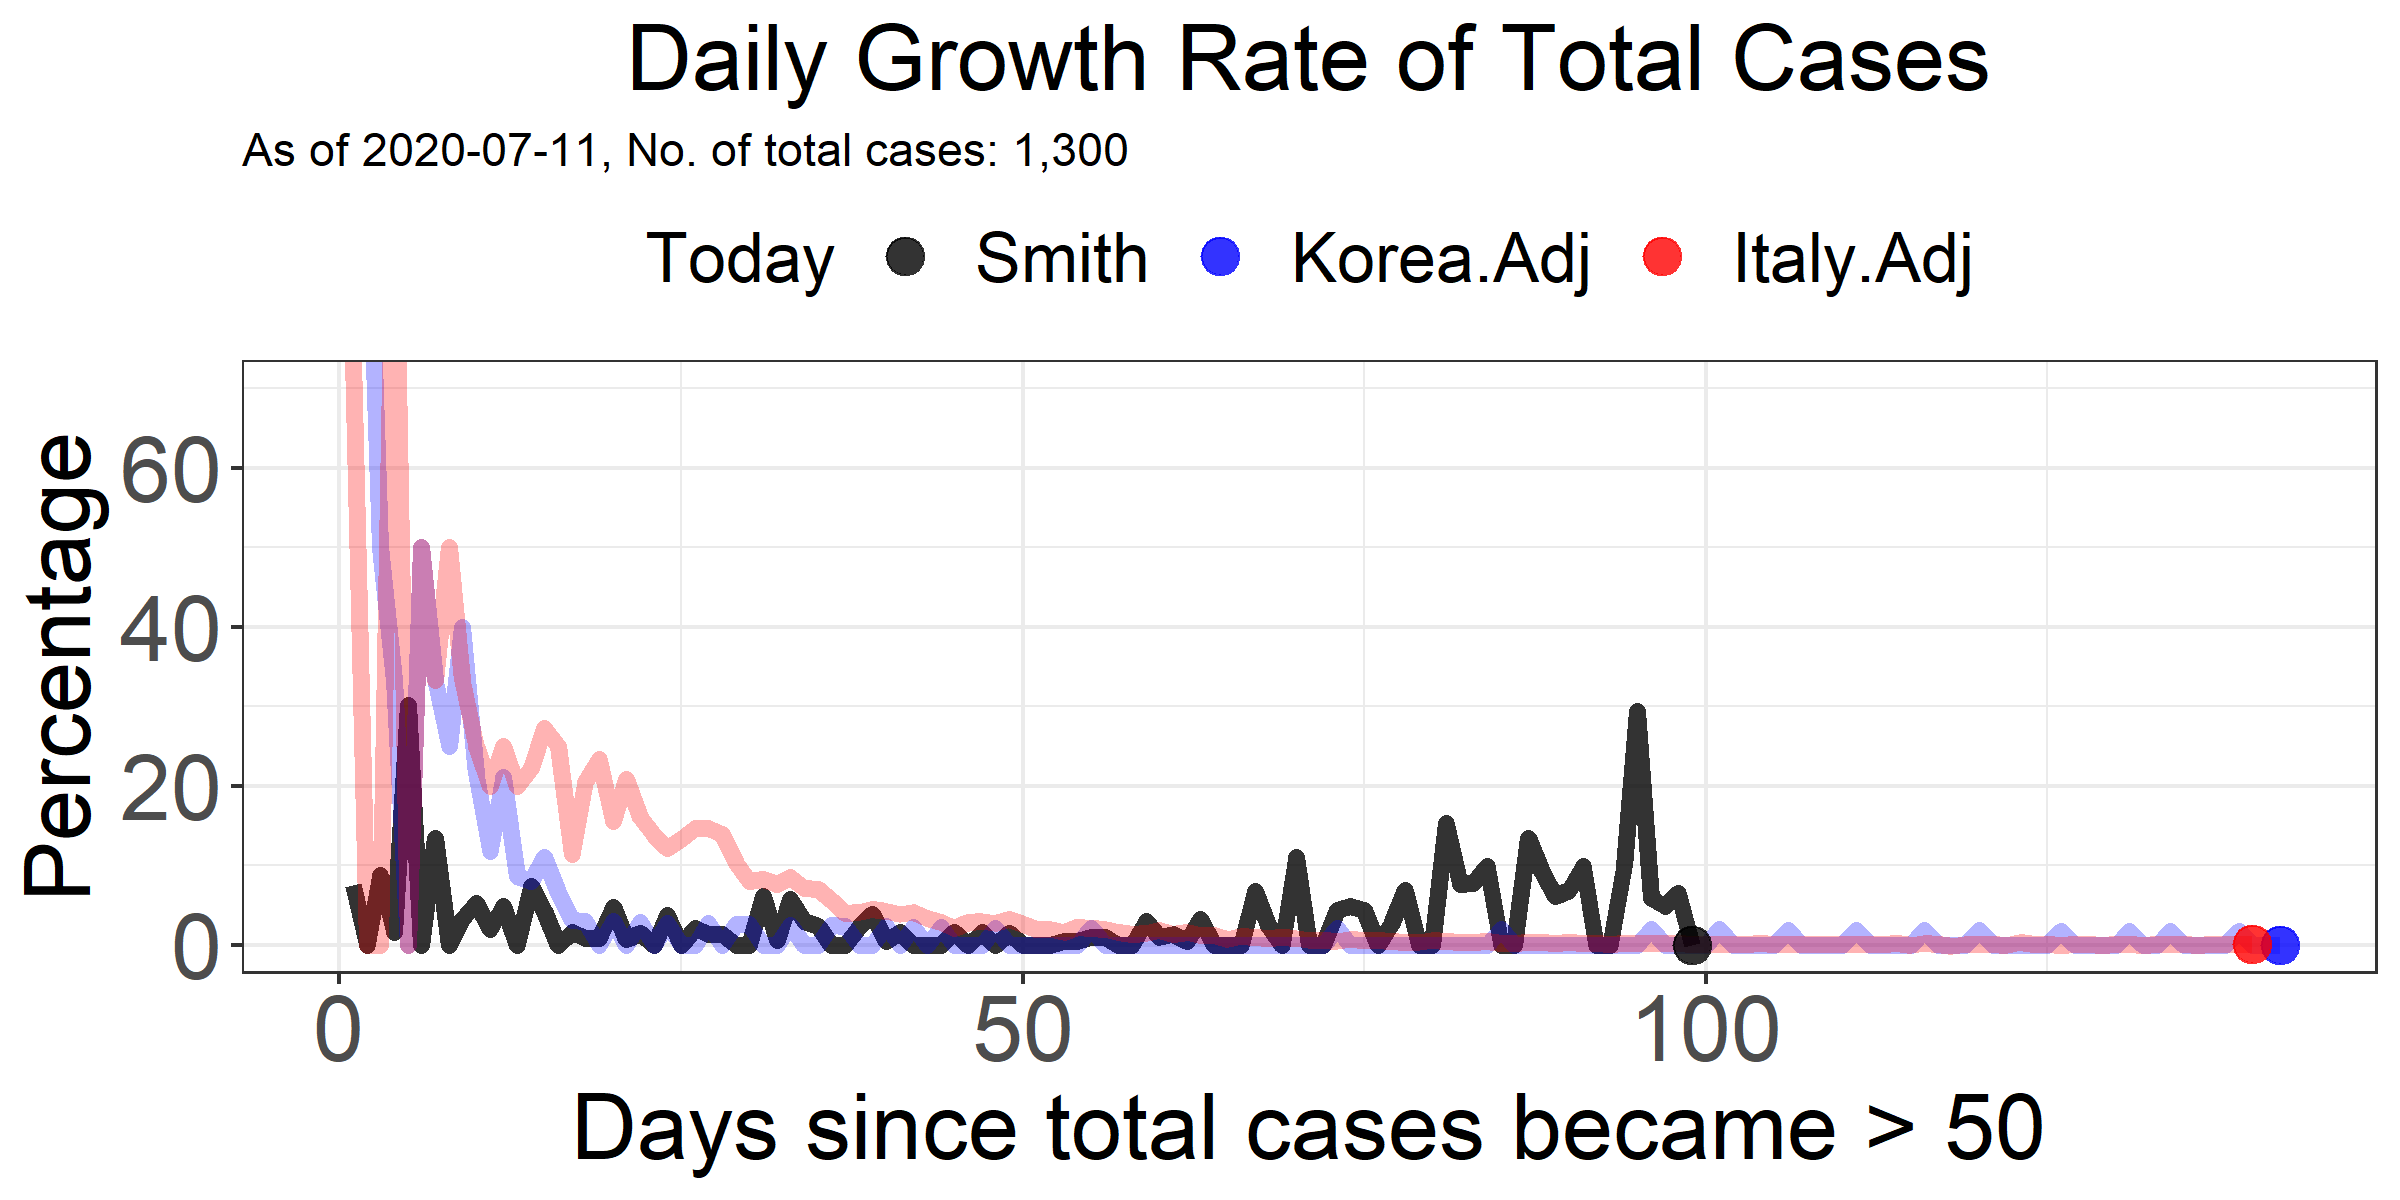 Daily Growth Rate of Total Cases
As of 2020-07-11, No. of total cases: 1,300
Today Smith Korea.Adj Italy.Adj
Percentage
60
40
20
0
0 50 100
Days since total cases became > 50